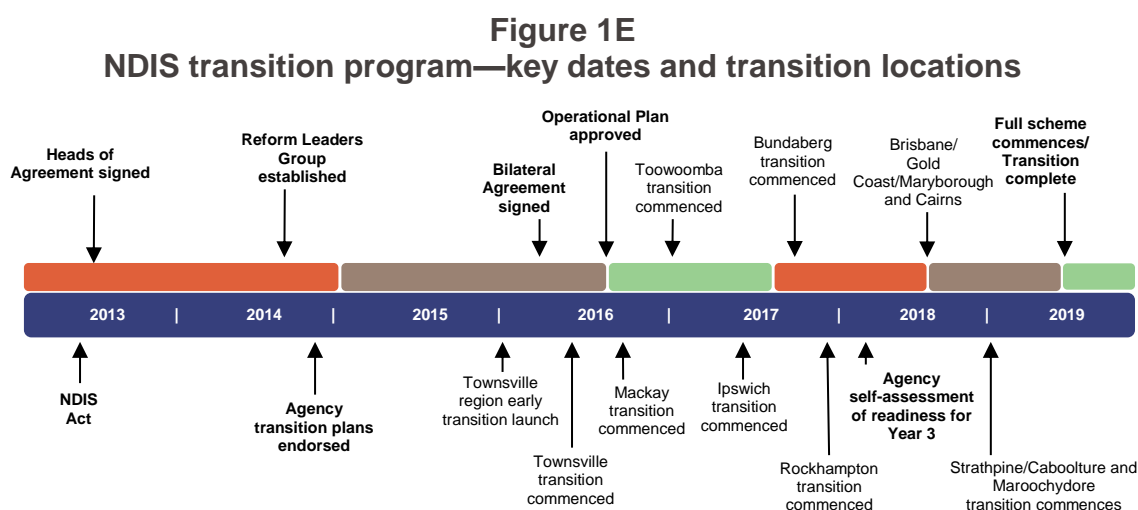 Figure 1E
NDIS transition program—key dates and transition locations
Heads of
Agreement signed
Reform Leaders
Group
established
Bilateral
Agreement
signed
Operational Plan
approved
Toowoomba
transition
commenced
Bundaberg
transition
commenced
Brisbane/
Gold
Coast/Maryborough
and Cairns
Full scheme
commences/
Transition
complete
2013 | 2014 | 2015 | 2016 | 2017 | 2018 | 2019
NDIS
Act
Agency
transition plans
endorsed
Townsville
region early
transition launch
Townsville
transition
commenced
Mackay
transition
commenced
Ipswich
transition
commenced
Rockhampton
transition
commenced
Agency
self-assessment
of readiness for
Year 3
Strathpine/Caboolture and
Maroochydore
transition commences